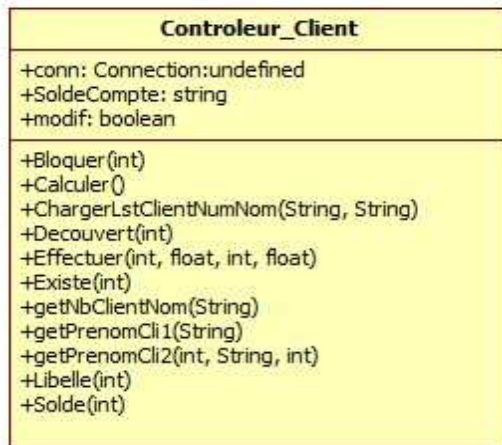 Controleur_Client
+conn: Connection:undefined
+SoldeCompte: string
+modif: boolean
+Bloquer(int)
+Calculer()
+ChargerLstClientNumNom(String, String)
+Decouvert(int)
+Effectuer(int, float, int, float)
+Existe(int)
+getNbClientNom(String)
+getPrenomCli1(String)
+getPrenomCli2(int, String, int)
+Libelle(int)
+Solde(int)